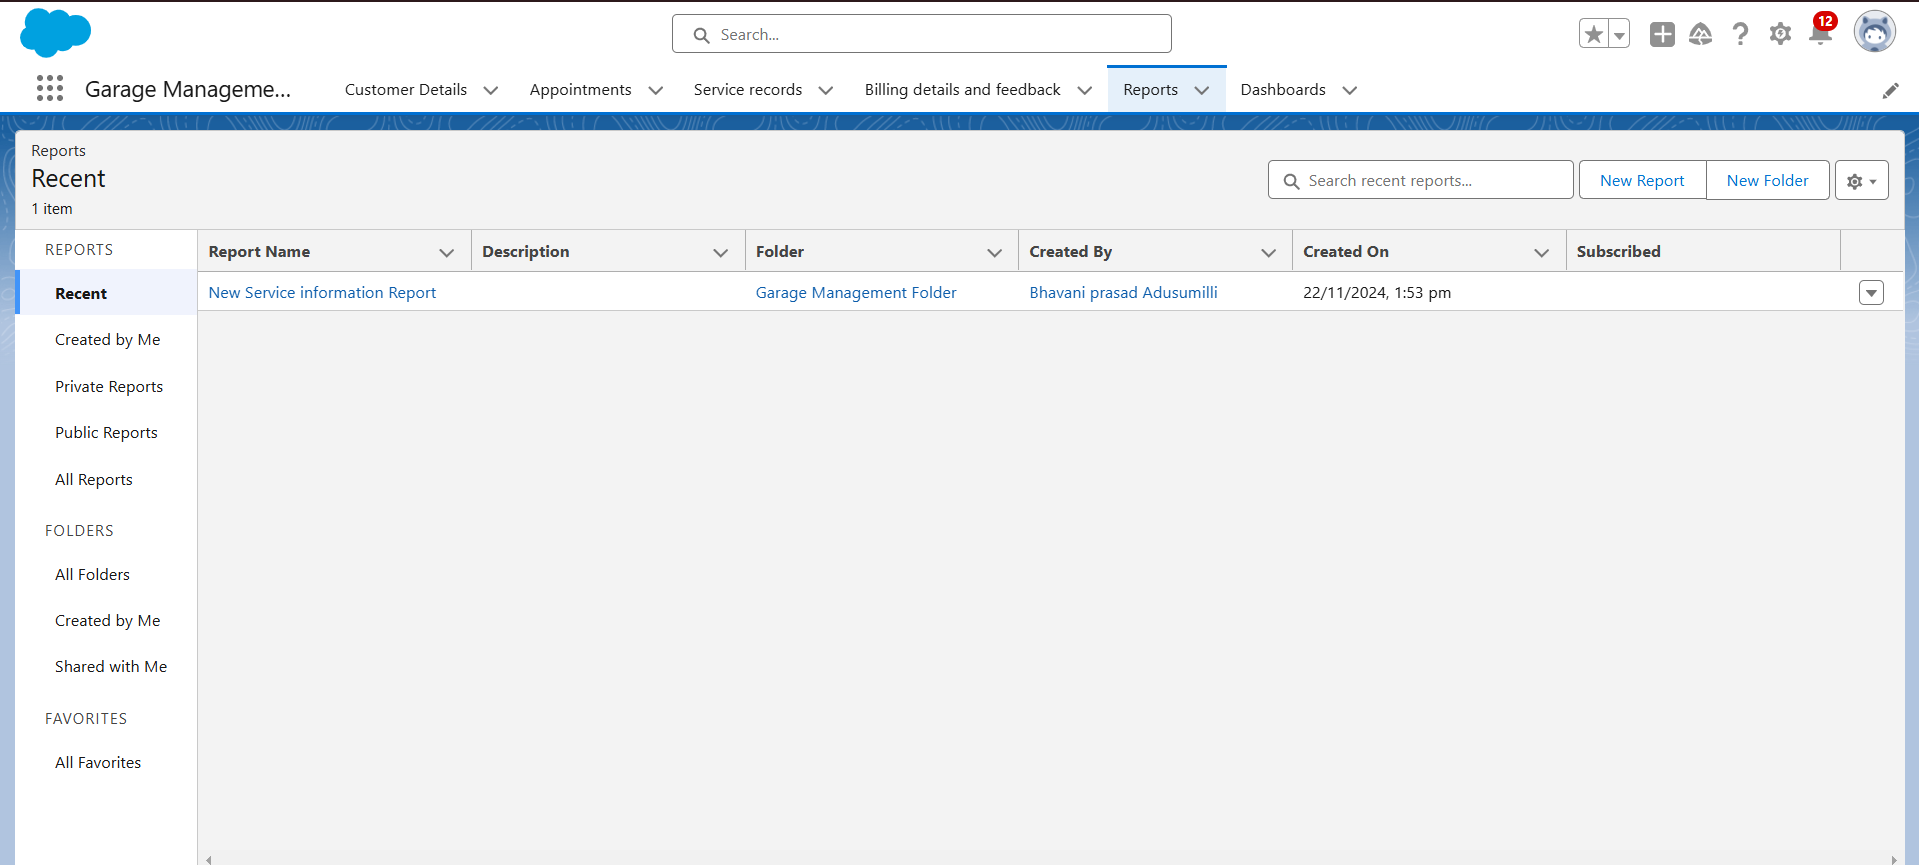 Search...
12
Garage Manageme...
Customer Details
Appointments
Service records
Billing details and feedback
Reports
Dashboards
Reports
Recent
1 item
Search recent reports...
New Report
New Folder
REPORTS
Recent
Created by Me
Private Reports
Public Reports
All Reports
FOLDERS
All Folders
Created by Me
Shared with Me
FAVORITES
All Favorites
Report Name Description Folder Created By Created On Subscribed
New Service information Report Garage Management Folder Bhavani prasad Adusumilli 22/11/2024, 1:53 pm